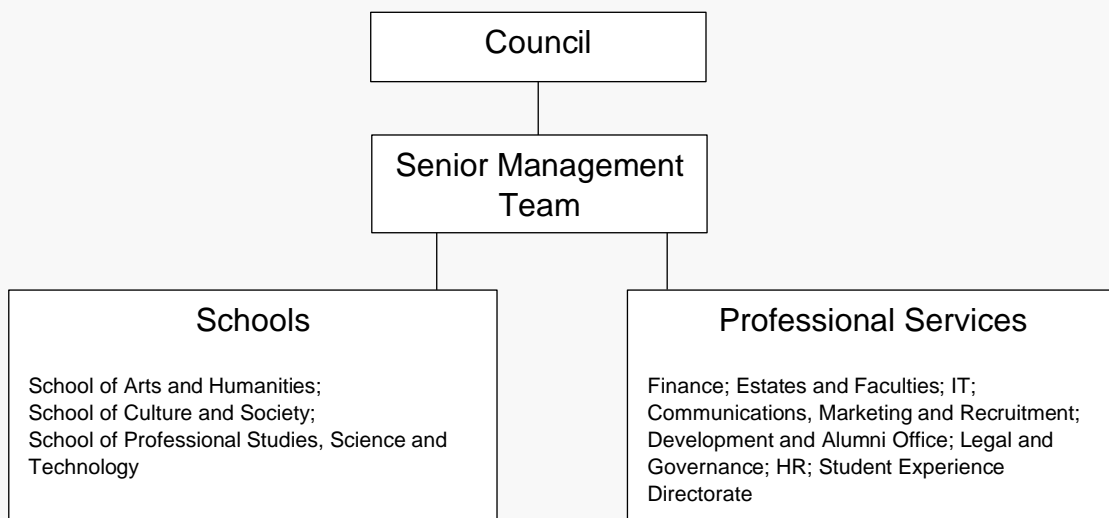 Council
Senior Management
Team
Schools
School of Arts and Humanities;
School of Culture and Society;
School of Professional Studies, Science and
Technology
Professional Services
Finance; Estates and Faculties; IT;
Communications, Marketing and Recruitment;
Development and Alumni Office; Legal and
Governance; HR; Student Experience
Directorate